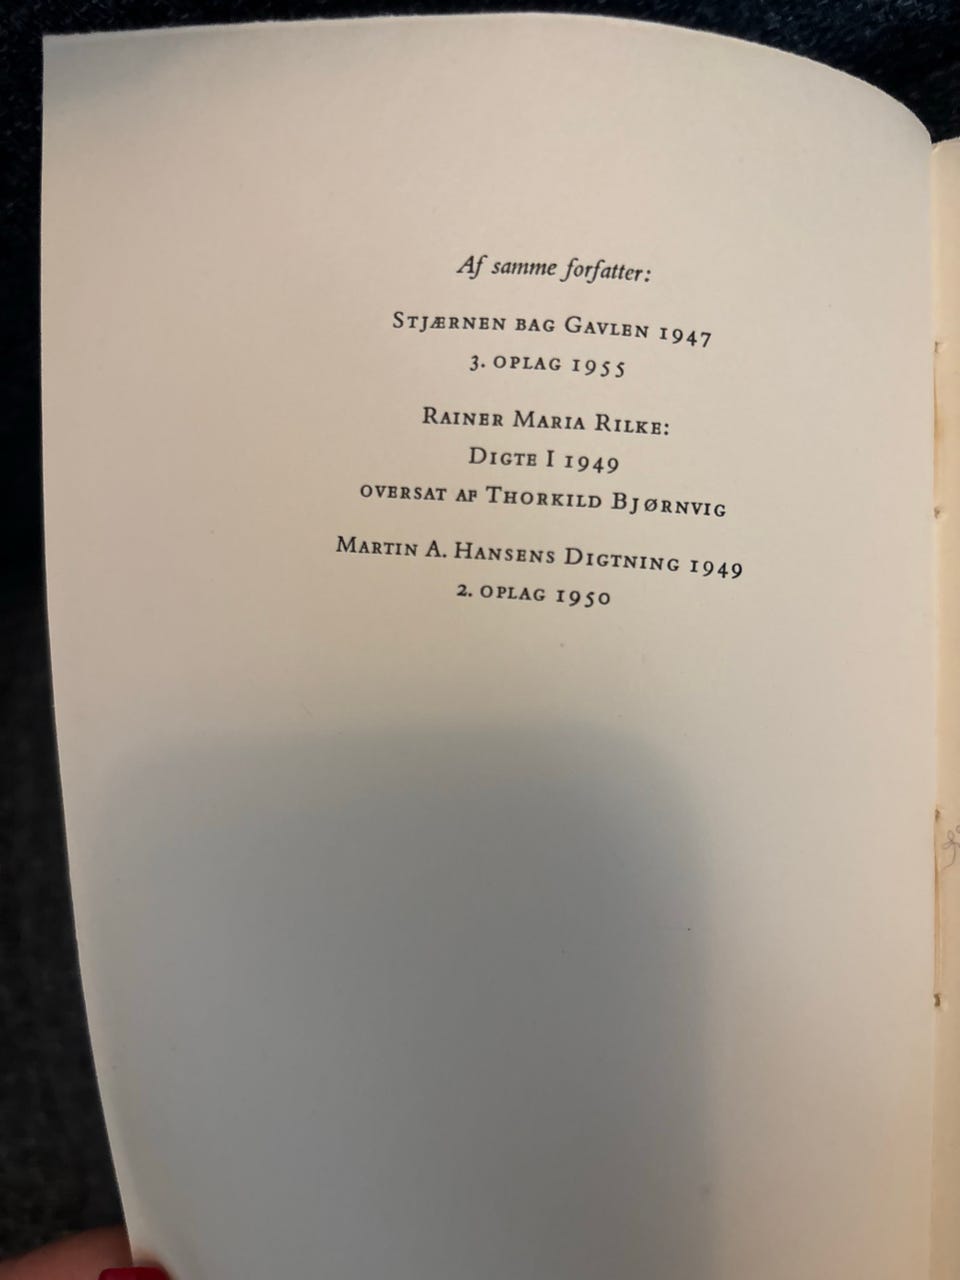 Af samme forfatter:
STJÆRNEN BAG GAVLEN 1947
3. OPLAG 1955
RAINER MARIA RILKE:
DIGTE I 1949
OVERSAT AF THORKILD BJØRNVIG
MARTIN A. HANSENS DIGTNING 1949
2. OPLAG 1950